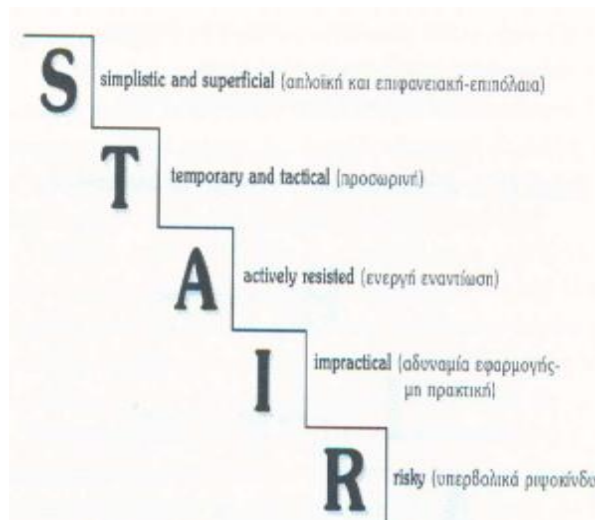 S simplistic and superficial (απλοϊκή και επιφανειακή-επιπόλαια)
T temporary and tactical (προσωρινή)
A actively resisted (ενεργή εναντίωση)
I impractical (αδυναμία εφαρμογής-
μη πρακτική)
R risky (υπερβολικά